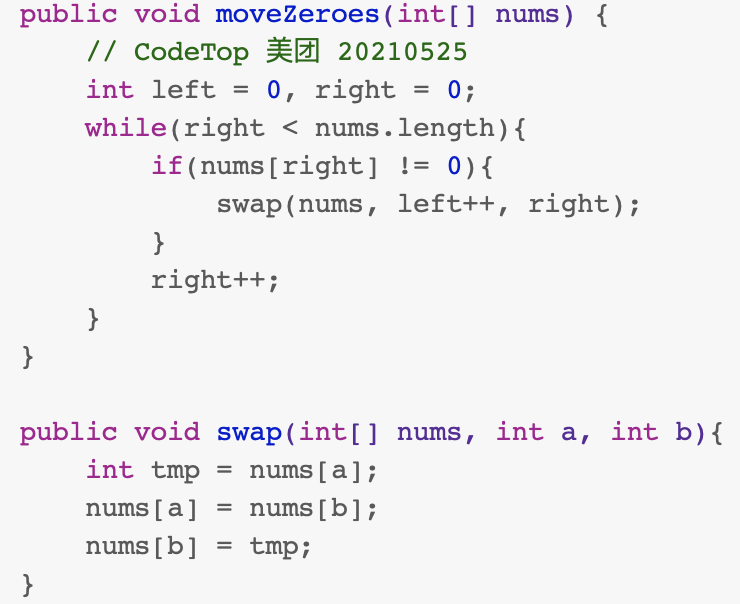 public void moveZeroes(int[] nums) {
    // CodeTop 美团 20210525
    int left = 0, right = 0;
    while(right < nums.length){
        if(nums[right] != 0){
            swap(nums, left++, right);
        }
        right++;
    }
}

public void swap(int[] nums, int a, int b){
    int tmp = nums[a];
    nums[a] = nums[b];
    nums[b] = tmp;
}